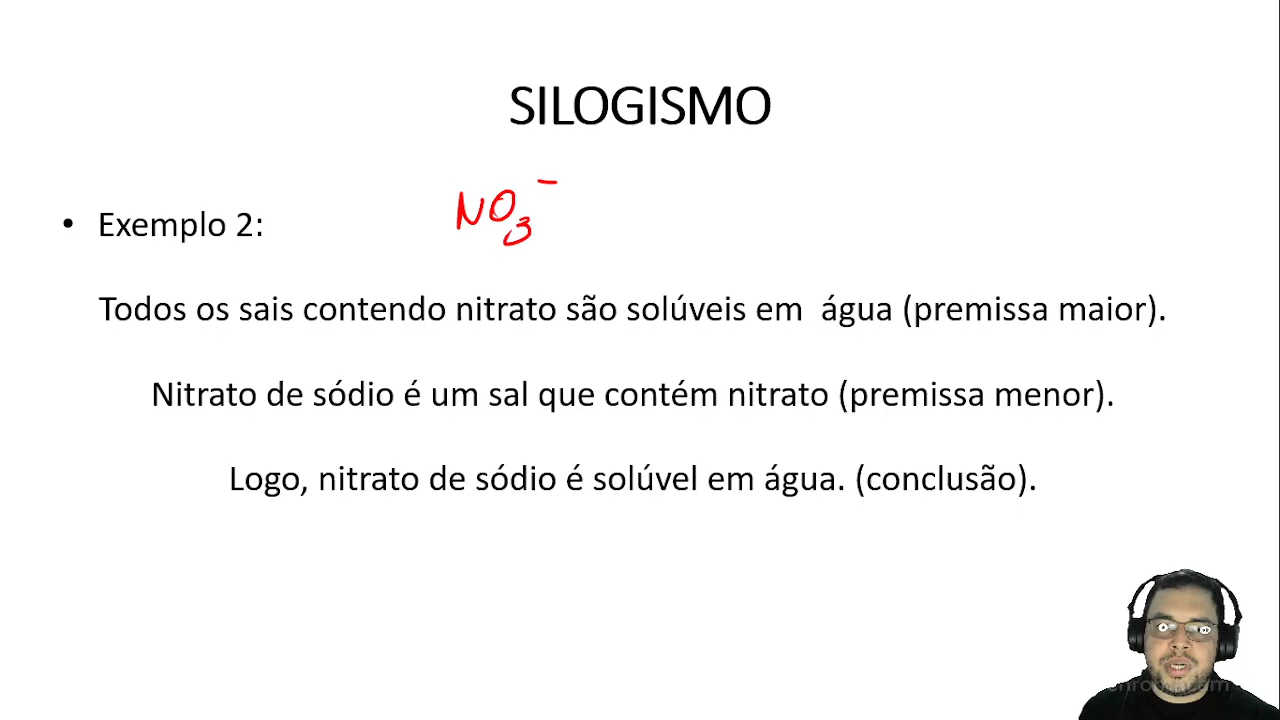 SILOGISMO
NO3−
• Exemplo 2:
Todos os sais contendo nitrato são solúveis em água (premissa maior).
Nitrato de sódio é um sal que contém nitrato (premissa menor).
Logo, nitrato de sódio é solúvel em água. (conclusão).